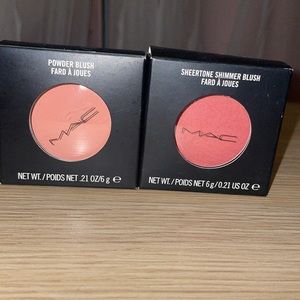 POWDER BLUSH
FARD À JOUES
MAC
NET WT./POIDS NET .21 OZ/6 g ℮
SHEERTONE SHIMMER BLUSH
FARD À JOUES
MAC
NET WT./POIDS NET 6 g/0.21 US OZ ℮